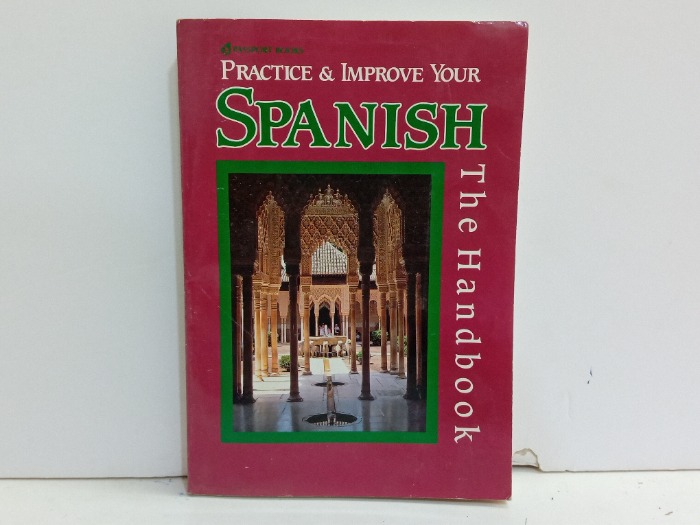 PASSPORT BOOKS
PRACTICE & IMPROVE YOUR
SPANISH
The Handbook